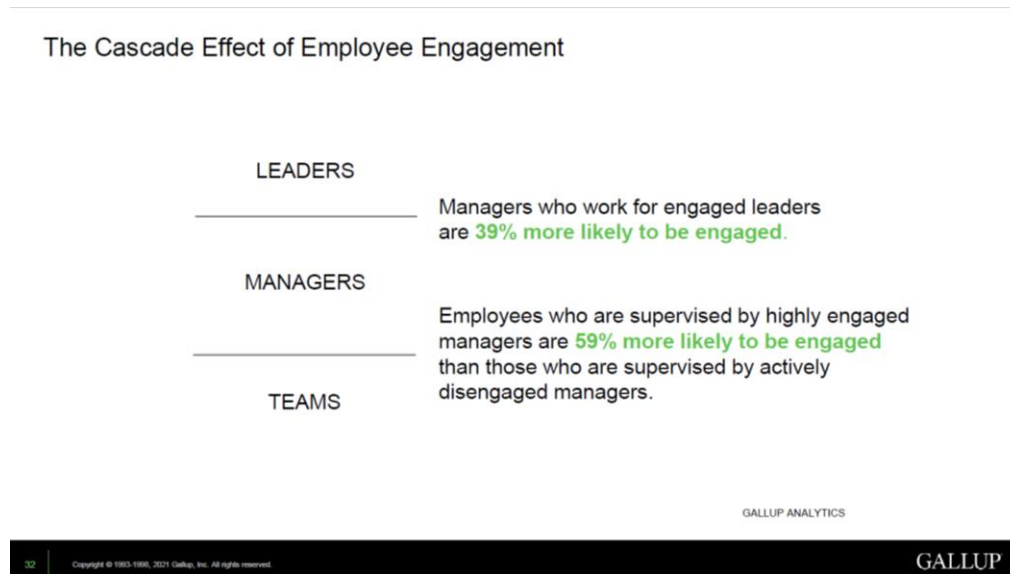 The Cascade Effect of Employee Engagement
LEADERS
Managers who work for engaged leaders
are 39% more likely to be engaged.
MANAGERS
Employees who are supervised by highly engaged
managers are 59% more likely to be engaged
than those who are supervised by actively
disengaged managers.
TEAMS
GALLUP ANALYTICS
32
Copyright © 1993-1998, 2021 Gallup, Inc. All rights reserved.
GALLUP